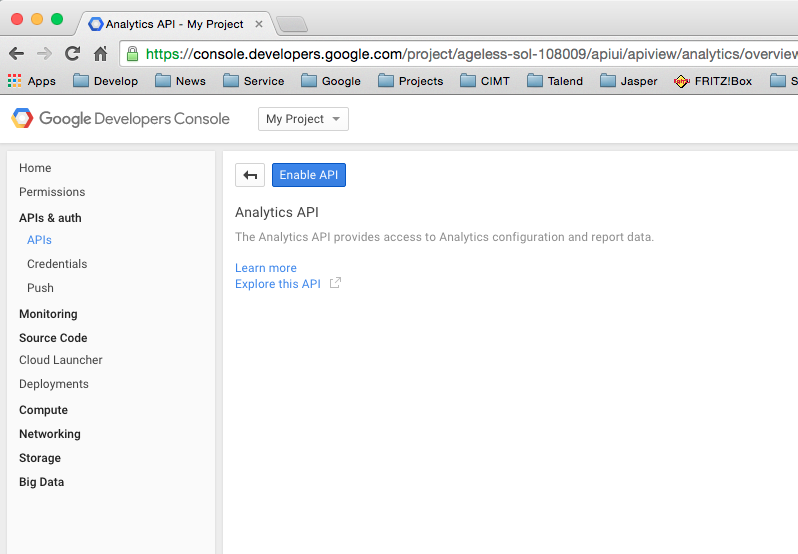 Analytics API - My Project
https://console.developers.google.com/project/ageless-sol-108009/apiui/apiview/analytics/overview
Apps Develop News Service Google Projects CIMT Talend Jasper FRITZ!Box S
Google Developers Console My Project
Home
Permissions
APIs & auth
APIs
Credentials
Push
Monitoring
Source Code
Cloud Launcher
Deployments
Compute
Networking
Storage
Big Data
Enable API
Analytics API
The Analytics API provides access to Analytics configuration and report data.
Learn more
Explore this API